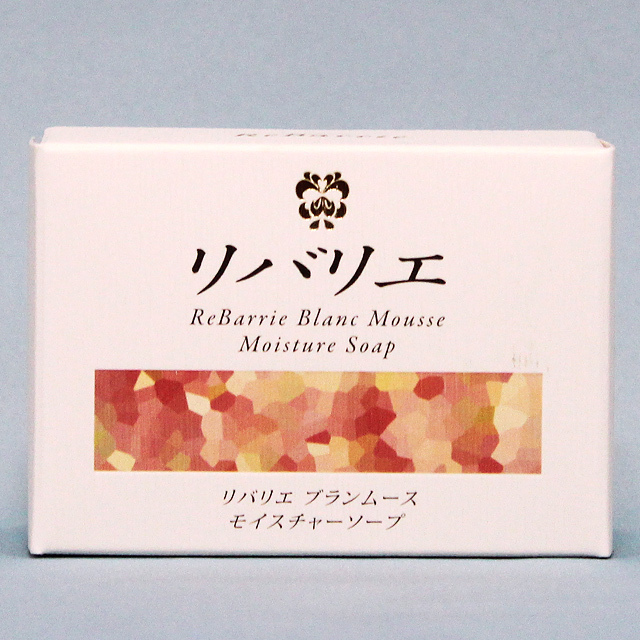 ReBarrie
リバリエ
ReBarrie Blanc Mousse
Moisture Soap
リバリエ ブランムース
モイスチャーソープ